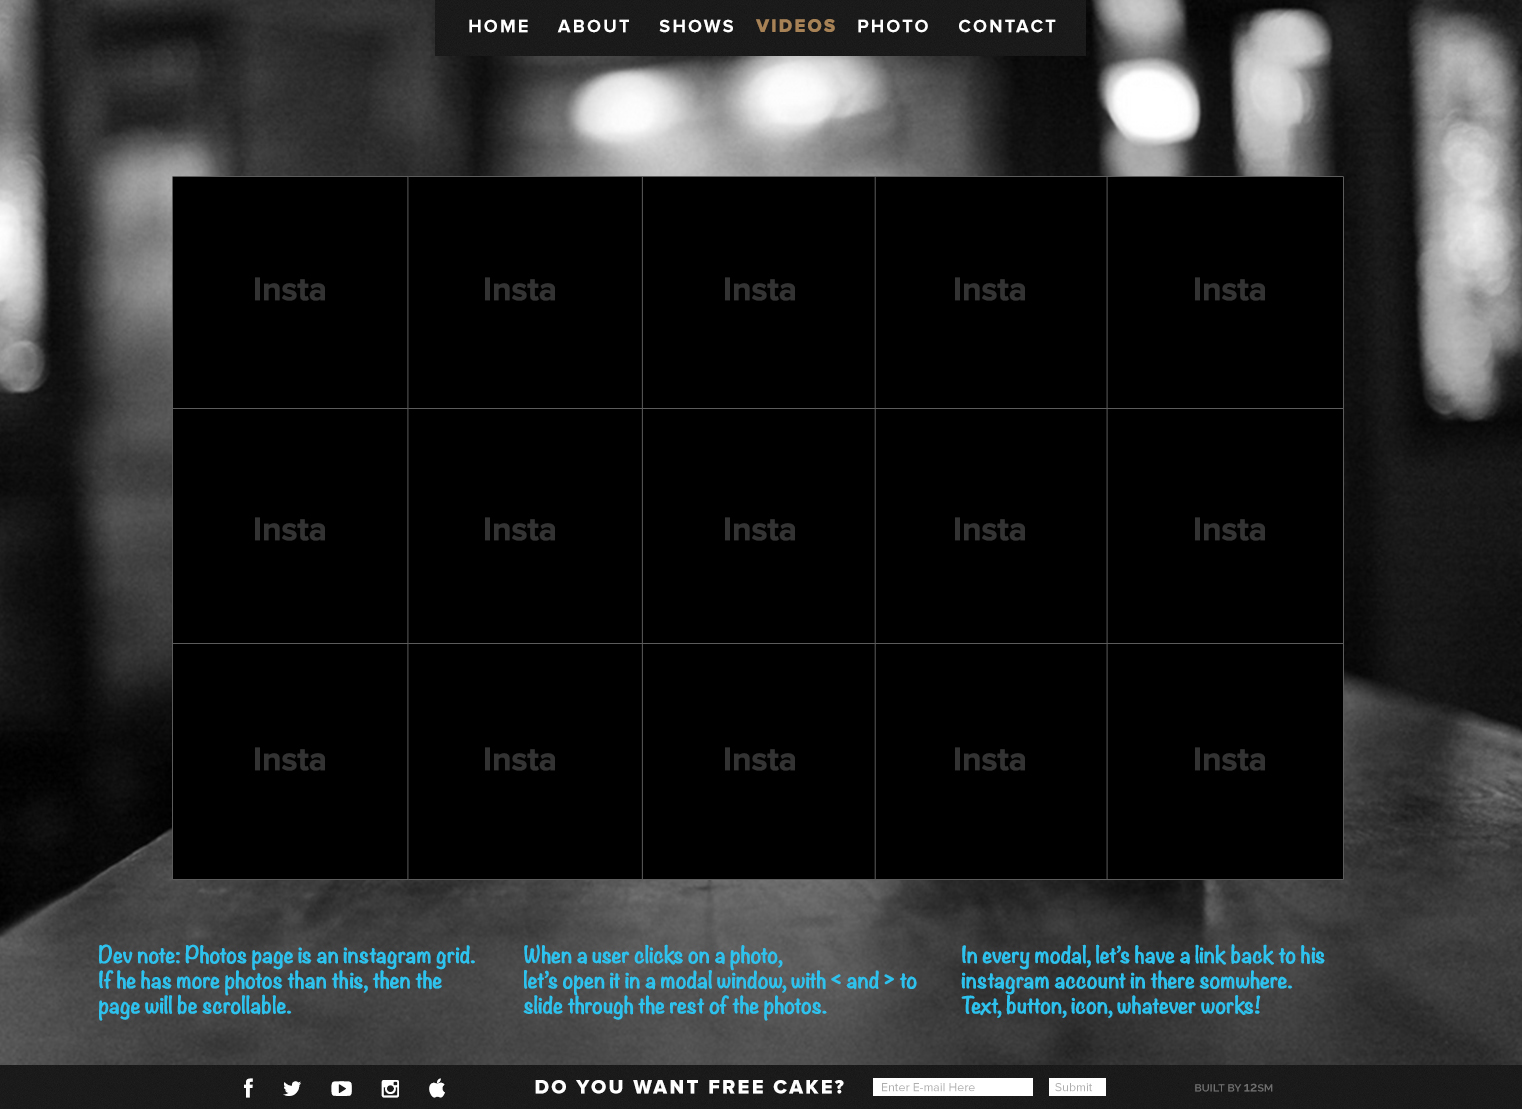 HOME ABOUT SHOWS VIDEOS PHOTO CONTACT
Insta Insta Insta Insta Insta
Insta Insta Insta Insta Insta
Insta Insta Insta Insta Insta
Dev note: Photos page is an instagram grid.
If he has more photos than this, then the
page will be scrollable.
When a user clicks on a photo,
let's open it in a modal window, with < and > to
slide through the rest of the photos.
In every modal, let's have a link back to his
instagram account in there somwhere.
Text, button, icon, whatever works!
DO YOU WANT FREE CAKE? Enter E-mail Here Submit BUILT BY 12SM